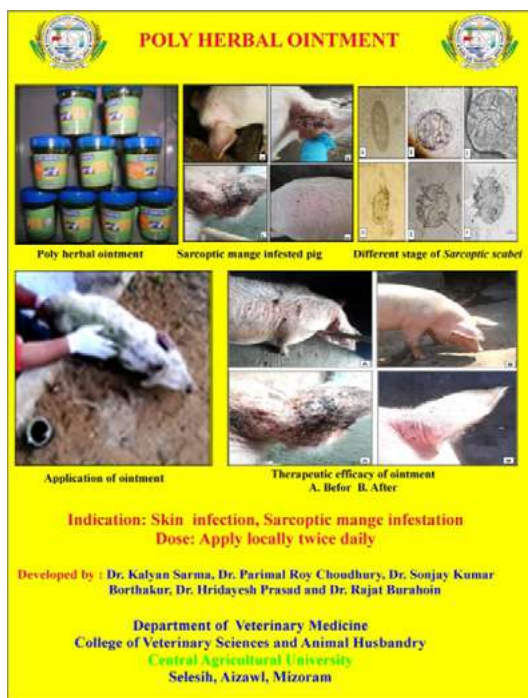 POLY HERBAL OINTMENT
Poly herbal ointment
Sarcoptic mange infested pig
Different stage of Sarcoptic scabei
Application of ointment
Therapeutic efficacy of ointment
A. Befor B. After
Indication: Skin infection, Sarcoptic mange infestation
Dose: Apply locally twice daily
Developed by : Dr. Kalyan Sarma, Dr. Parimal Roy Choudhury, Dr. Sonjay Kumar
Borthakur, Dr. Hridayesh Prasad and Dr. Rajat Burahoin
Department of Veterinary Medicine
College of Veterinary Sciences and Animal Husbandry
Central Agricultural University
Selesih, Aizawl, Mizoram